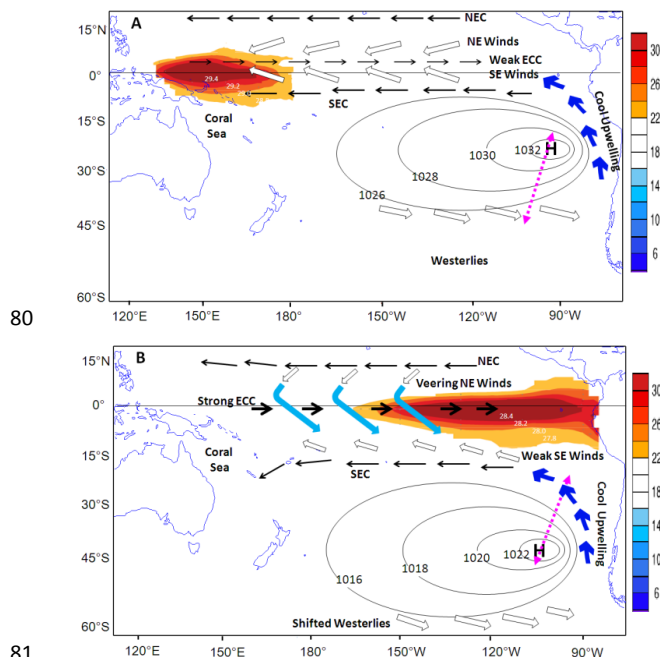 80
A
15°N
0°
15°S
30°S
45°S
60°S
NEC
NE Winds
Weak ECC
SE Winds
SEC
29.4
29.2
Coral
Sea
Cool Upwelling
1032
H
1030
1028
1026
Westerlies
120°E
150°E
180°
150°W
120°W
90°W
30
26
22
18
14
10
6
81
B
15°N
0°
15°S
30°S
45°S
60°S
NEC
Veering NE Winds
Strong ECC
28.4
28.2
28.0
27.8
Coral
Sea
Weak SE Winds
SEC
Cool Upwelling
1022
H
1020
1018
1016
Shifted Westerlies
120°E
150°E
180°
150°W
120°W
90°W
30
26
22
18
14
10
6